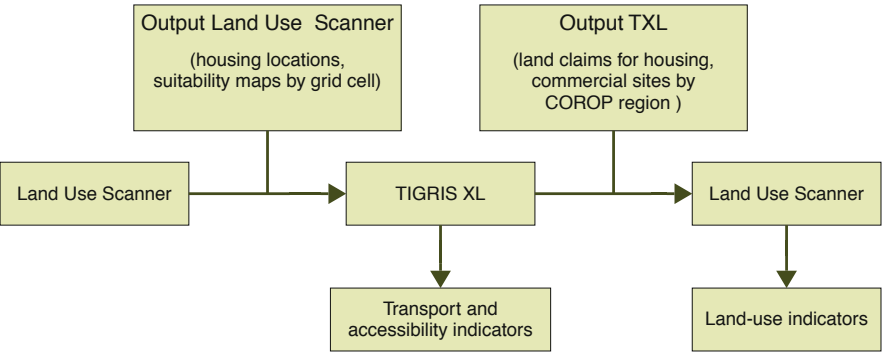 Output Land Use Scanner
(housing locations,
suitability maps by grid cell)
Output TXL
(land claims for housing,
commercial sites by
COROP region )
Land Use Scanner
TIGRIS XL
Land Use Scanner
Transport and
accessibility indicators
Land-use indicators